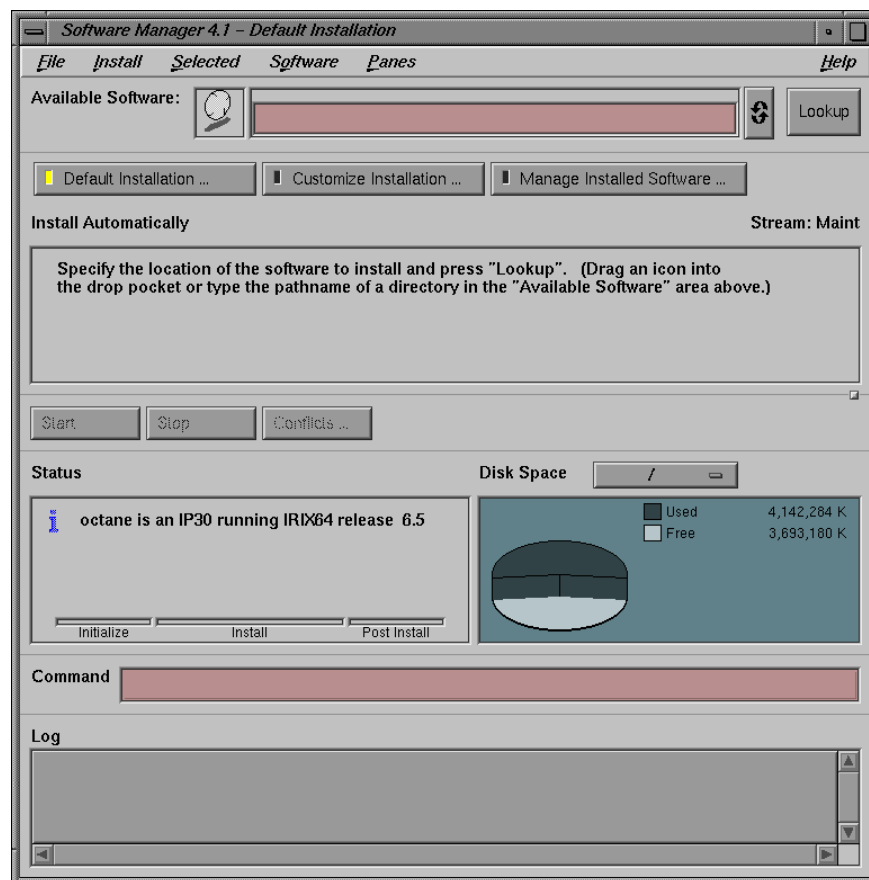 Software Manager 4.1 – Default Installation
File Install Selected Software Panes Help
Available Software:
Lookup
Default Installation ... Customize Installation ... Manage Installed Software ...
Install Automatically Stream: Maint
Specify the location of the software to install and press "Lookup". (Drag an icon into
the drop pocket or type the pathname of a directory in the "Available Software" area above.)
Start Stop Conflicts ...
Status Disk Space /
octane is an IP30 running IRIX64 release 6.5
Used 4,142,284 K
Free 3,693,180 K
Initialize Install Post Install
Command
Log